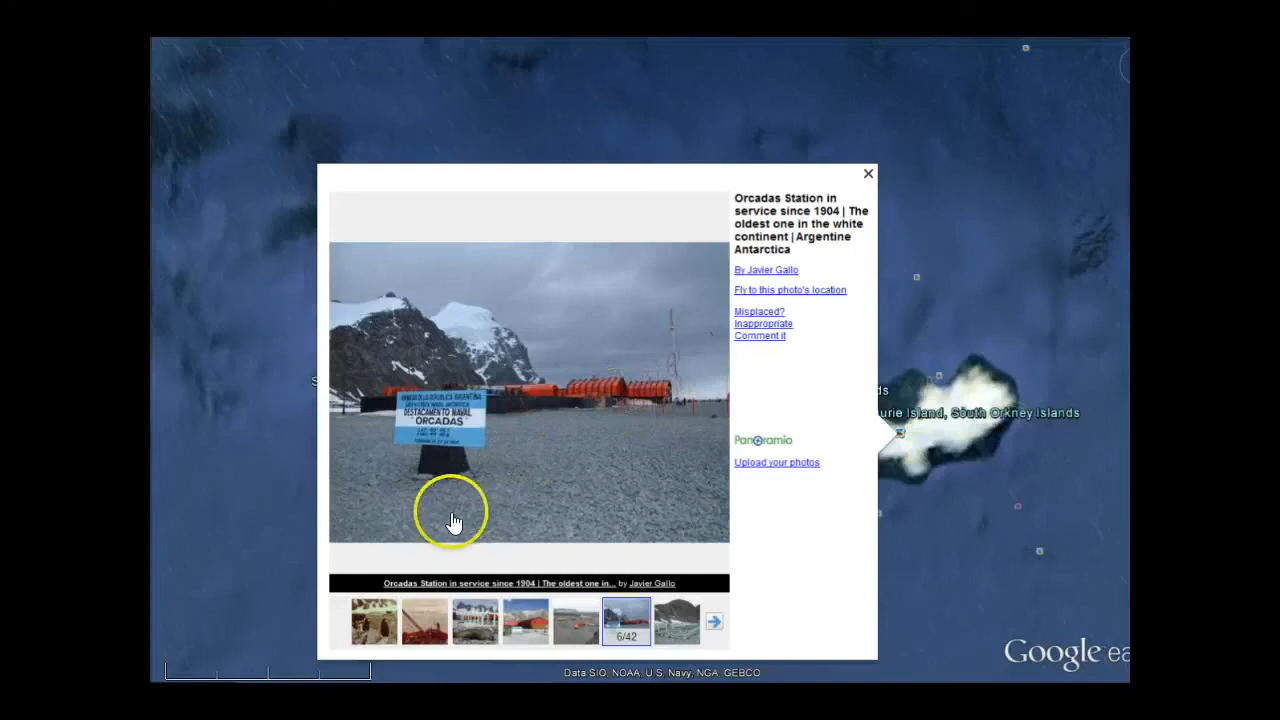 Orcadas Station in
service since 1904 | The
oldest one in the white
continent | Argentine
Antarctica
By Javier Gallo
Fly to this photo's location
Misplaced?
Inappropriate
Comment it
DESTACAMENTO NAVAL
"ORCADAS"
urie Island, South Orkney Islands
Panoramio
Upload your photos
Orcadas Station in service since 1904 | The oldest one in... by Javier Gallo
6/42
Google ea
Data SIO, NOAA, U.S. Navy, NGA, GEBCO